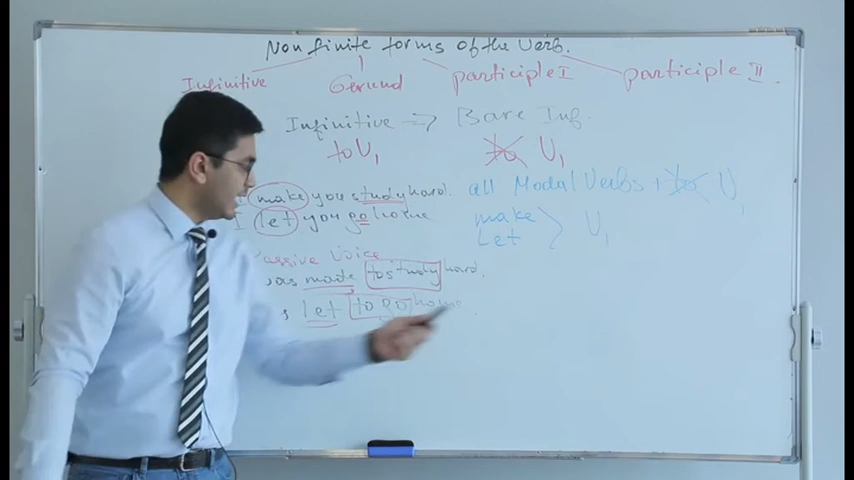 Non finite forms of the Verb.
Infinitive Gerund participle I participle II.
Infinitive => Bare Inf.
to V1 to V1
I make you study hard. all Modal Verbs + to V1
I let you go home make
Let } V1
Passive Voice
was made to study hard.
let to go home.